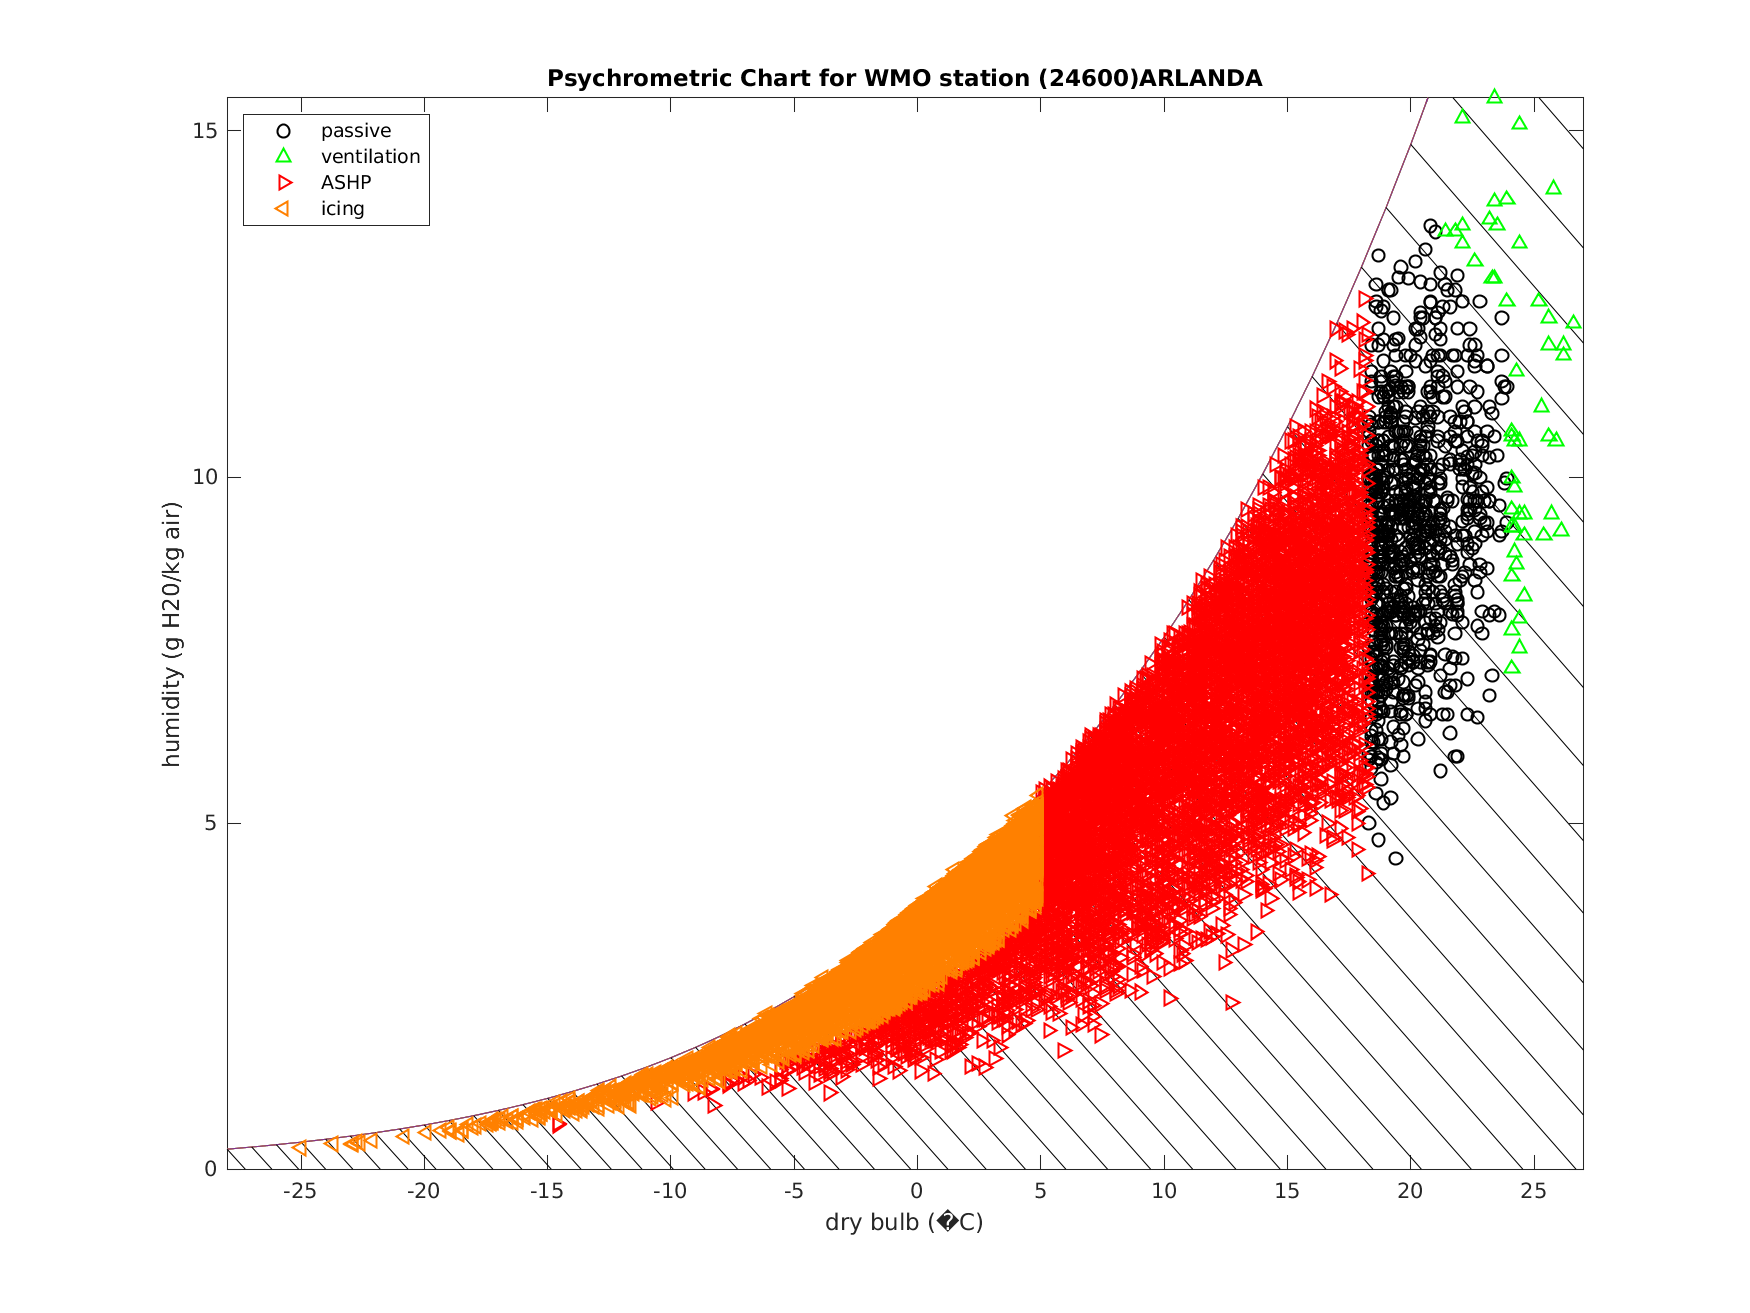 Psychrometric Chart for WMO station (24600)ARLANDA
passive
ventilation
ASHP
icing
humidity (g H20/kg air)
15
10
5
0
-25 -20 -15 -10 -5 0 5 10 15 20 25
dry bulb (�C)